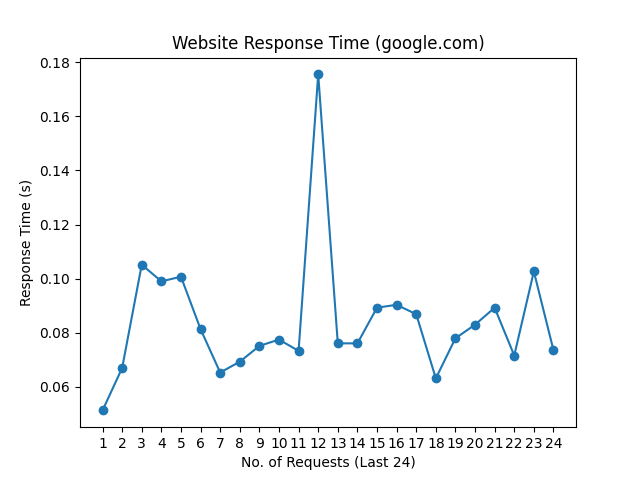 Website Response Time (google.com)
0.18
0.16
0.14
0.12
0.10
0.08
0.06
Response Time (s)
1 2 3 4 5 6 7 8 9 10 11 12 13 14 15 16 17 18 19 20 21 22 23 24
No. of Requests (Last 24)